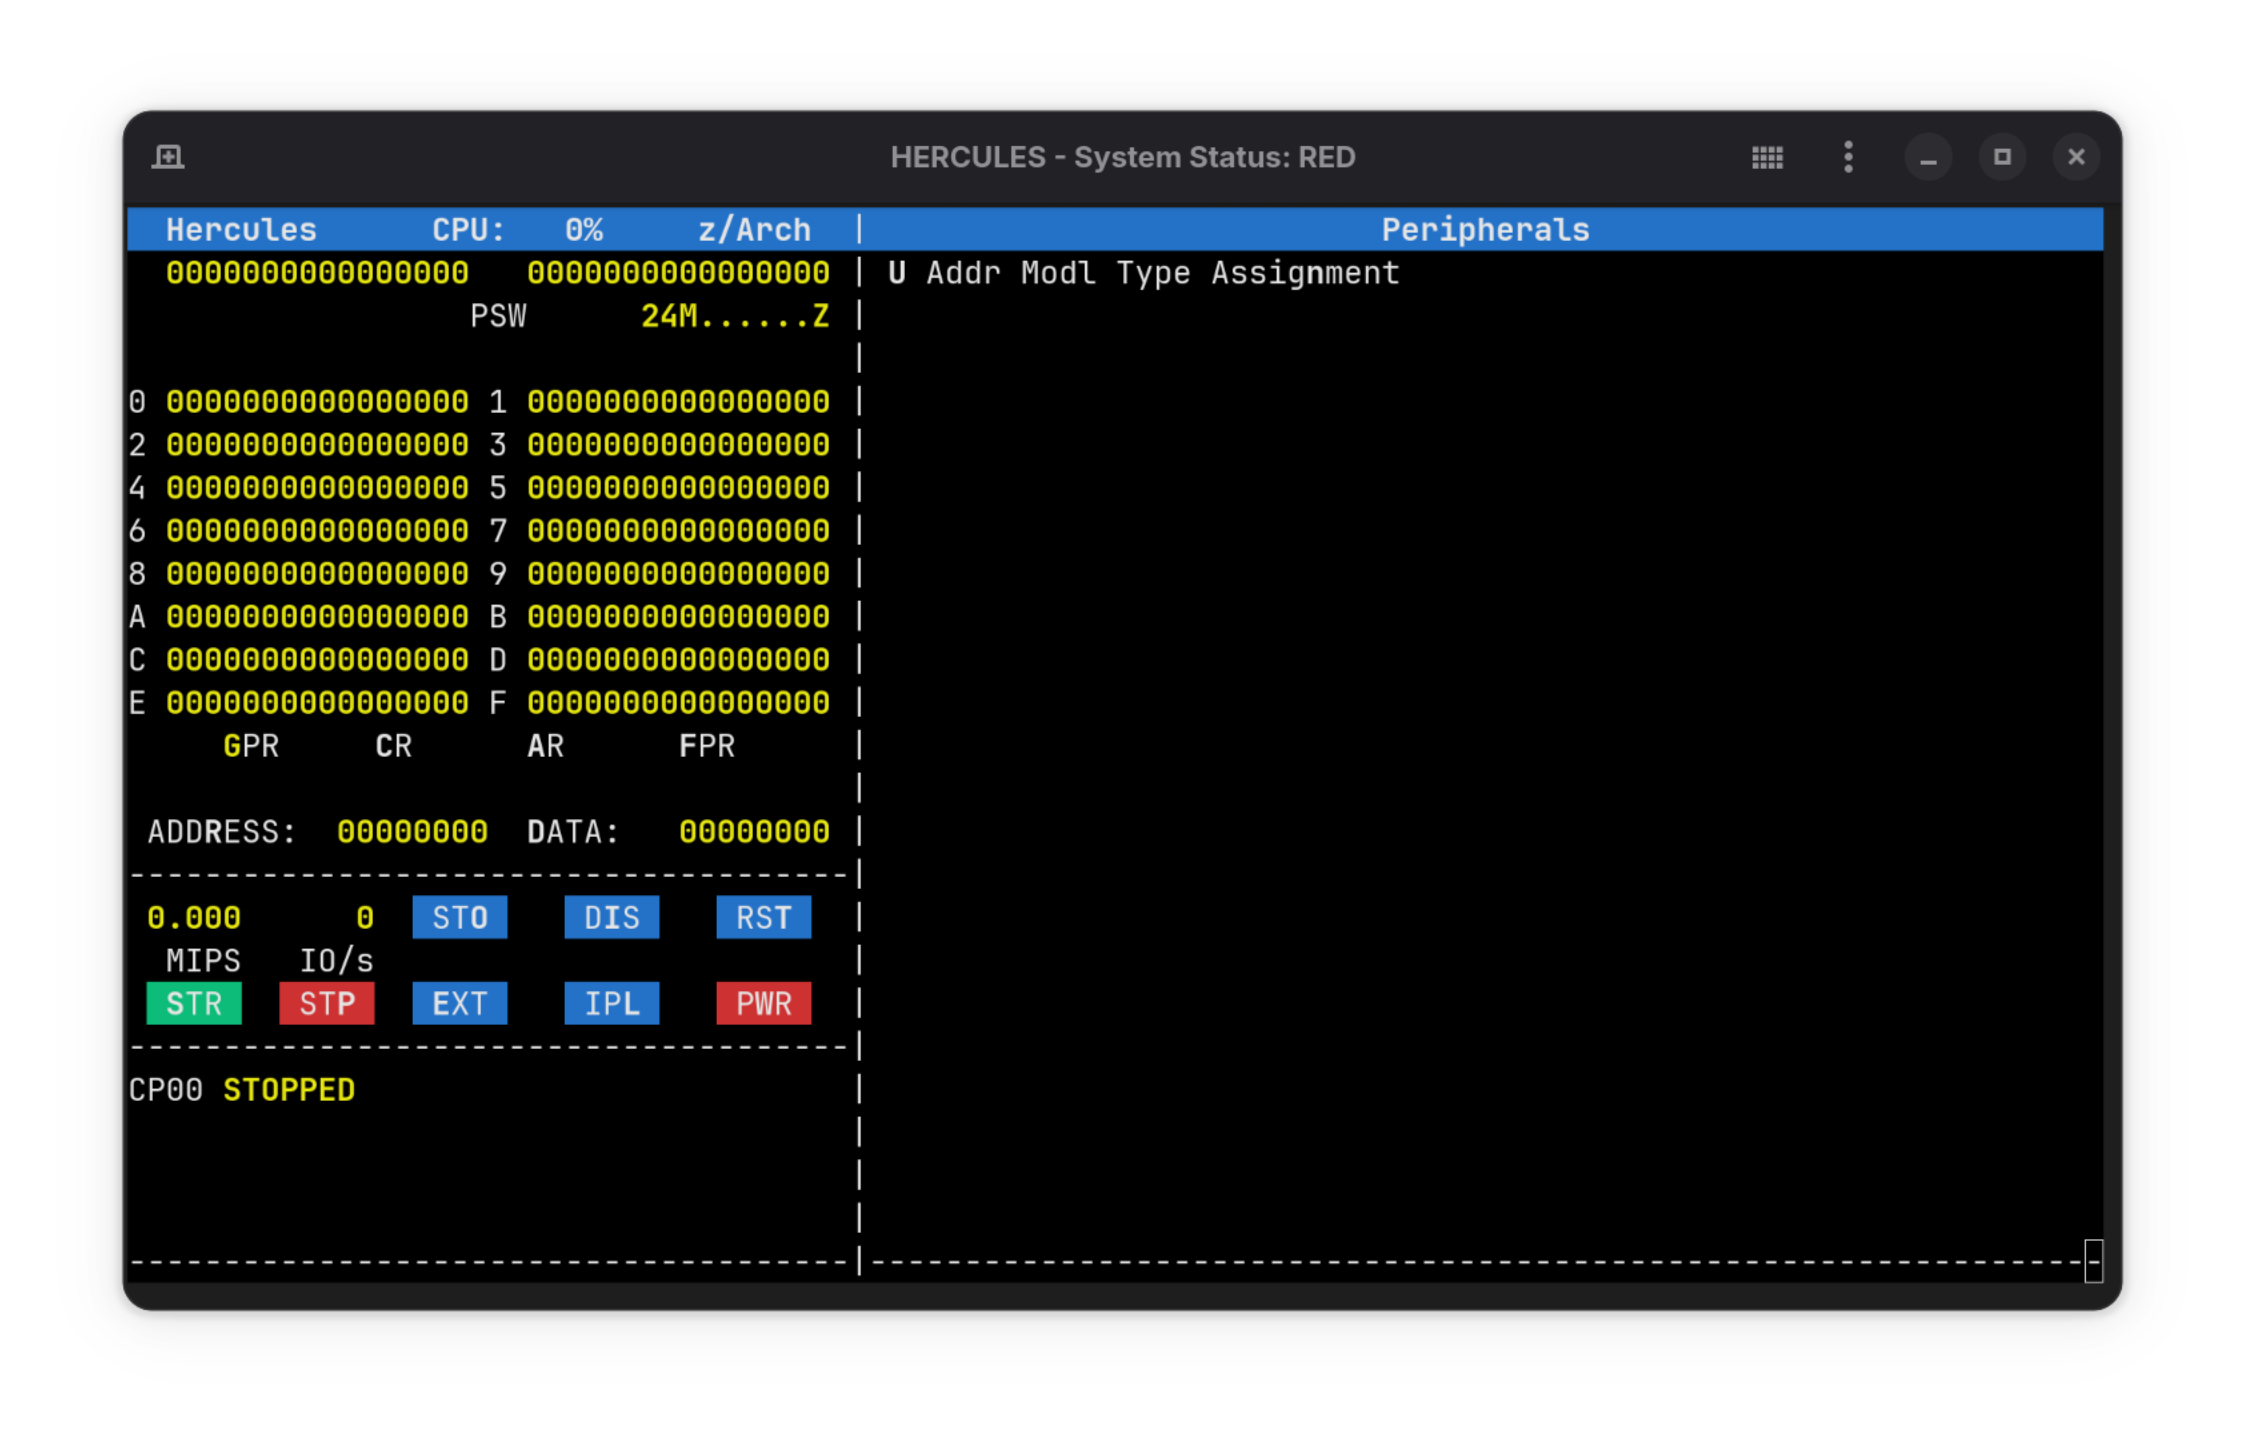 HERCULES - System Status: RED
Hercules CPU: 0% z/Arch | Peripherals
0000000000000000 0000000000000000 | U Addr Modl Type Assignment
PSW 24M......Z |
|
0 0000000000000000 1 0000000000000000 |
2 0000000000000000 3 0000000000000000 |
4 0000000000000000 5 0000000000000000 |
6 0000000000000000 7 0000000000000000 |
8 0000000000000000 9 0000000000000000 |
A 0000000000000000 B 0000000000000000 |
C 0000000000000000 D 0000000000000000 |
E 0000000000000000 F 0000000000000000 |
GPR CR AR FPR |
|
ADDRESS: 00000000 DATA: 00000000 |
--------------------------------------|
0.000 0 STO DIS RST |
MIPS IO/s |
STR STP EXT IPL PWR |
--------------------------------------|
CP00 STOPPED |
|
|
|
--------------------------------------|-----------------------------------------------------------------